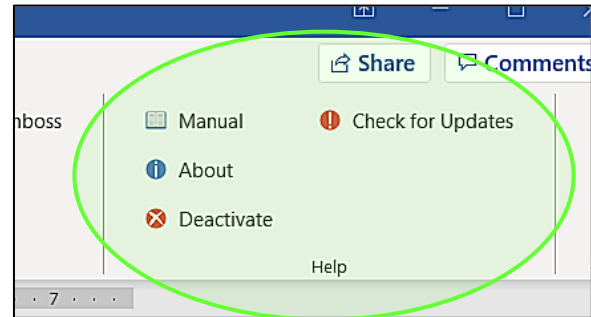 Share Comments
nboss Manual Check for Updates
About
Deactivate
Help
7